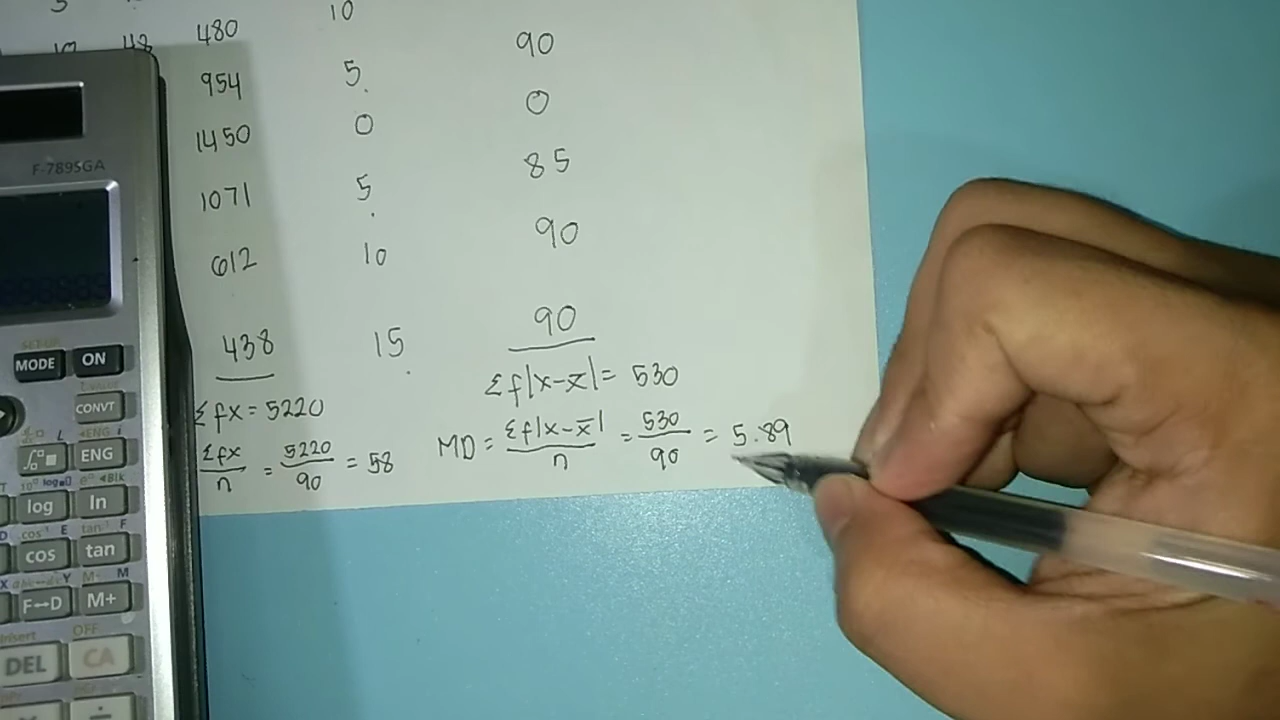 10
480
90
954
5
0
1450
0
85
1071
5
90
612
10
90
438
15
Σf|x-x̅|= 530
Σfx = 5220
MD = Σf|x-x̅| / n = 530 / 90 = 5.89
Σfx / n = 5220 / 90 = 58
F-789SGA
MODE ON
CONVT
ENG
log ln
cos tan
F↔D M+
OFF
DEL CA